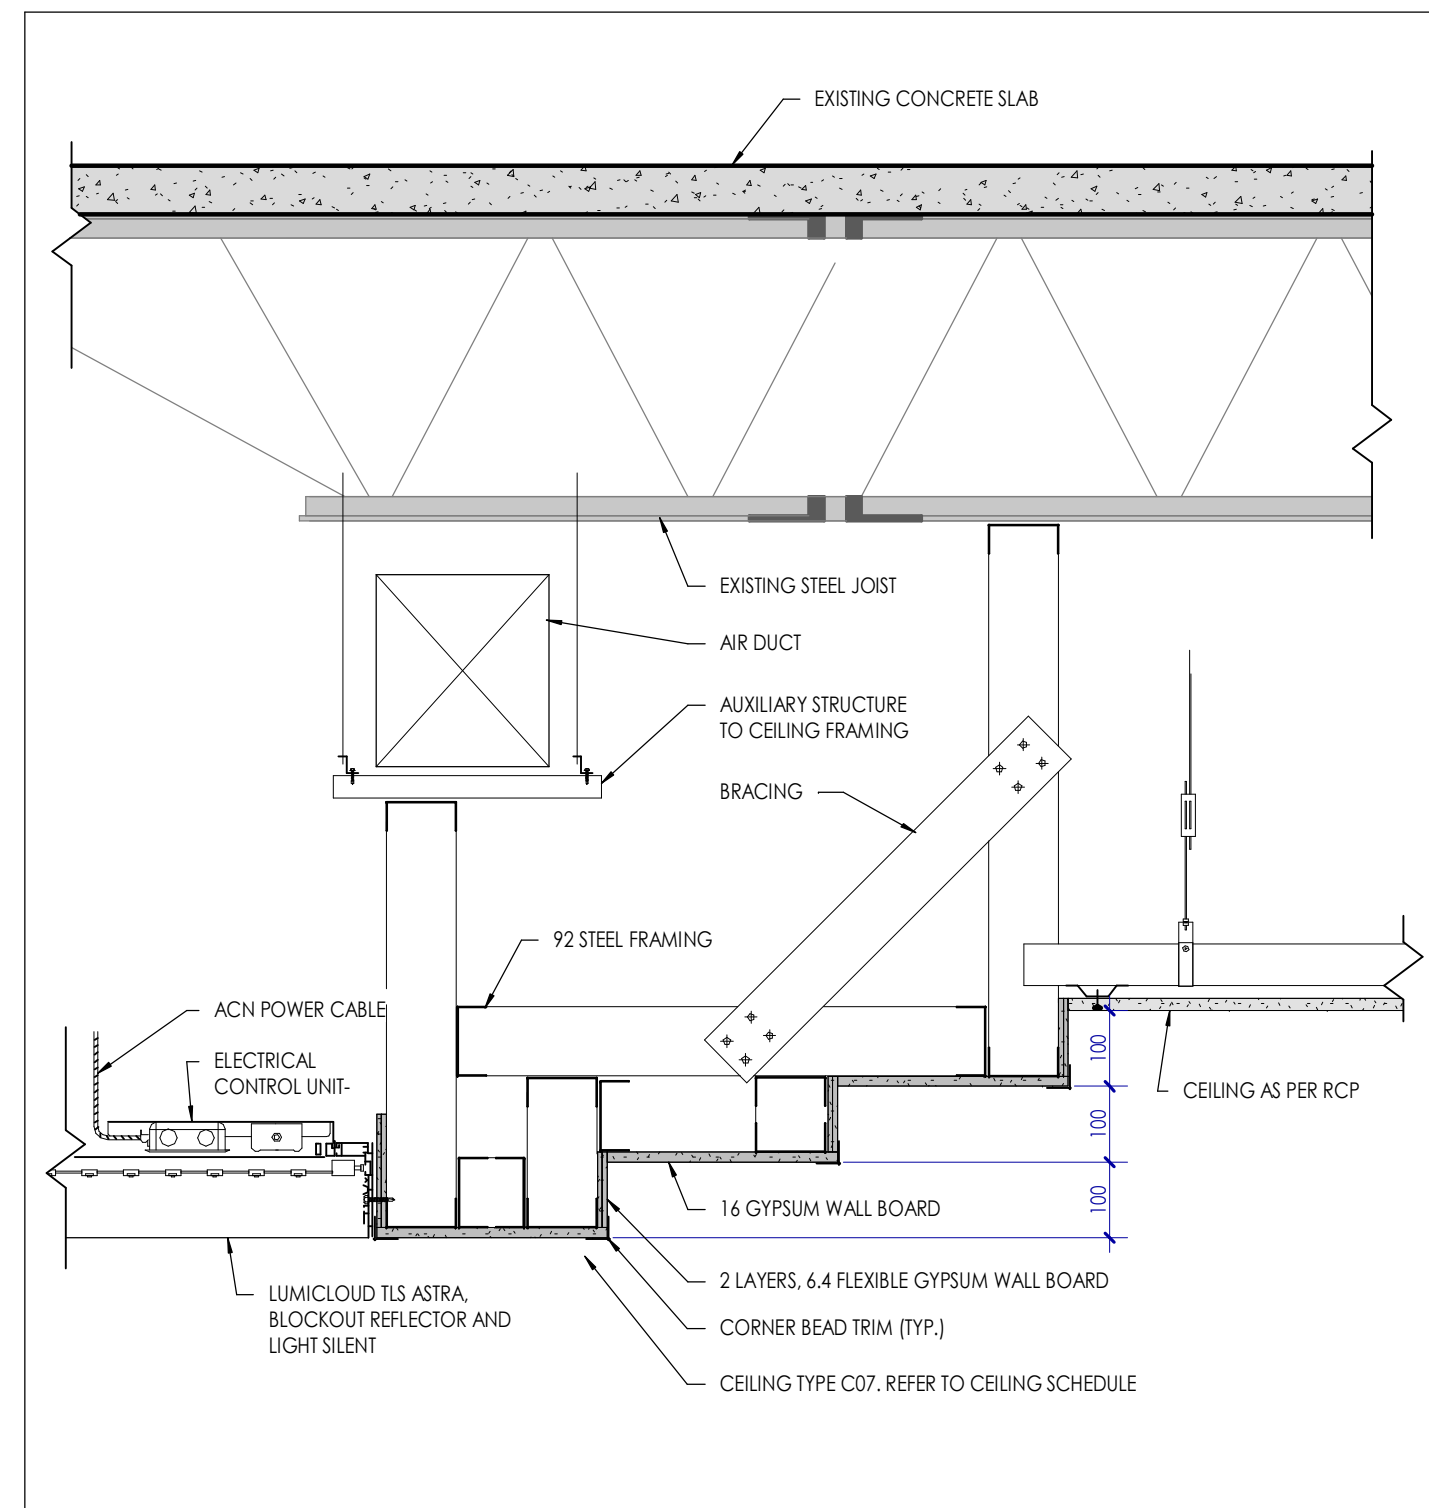 EXISTING CONCRETE SLAB
EXISTING STEEL JOIST
AIR DUCT
AUXILIARY STRUCTURE
TO CEILING FRAMING
BRACING
92 STEEL FRAMING
ACN POWER CABLE
ELECTRICAL
CONTROL UNIT-
100
CEILING AS PER RCP
100
100
16 GYPSUM WALL BOARD
2 LAYERS, 6.4 FLEXIBLE GYPSUM WALL BOARD
LUMICLOUD TLS ASTRA,
BLOCKOUT REFLECTOR AND
LIGHT SILENT
CORNER BEAD TRIM (TYP.)
CEILING TYPE C07. REFER TO CEILING SCHEDULE